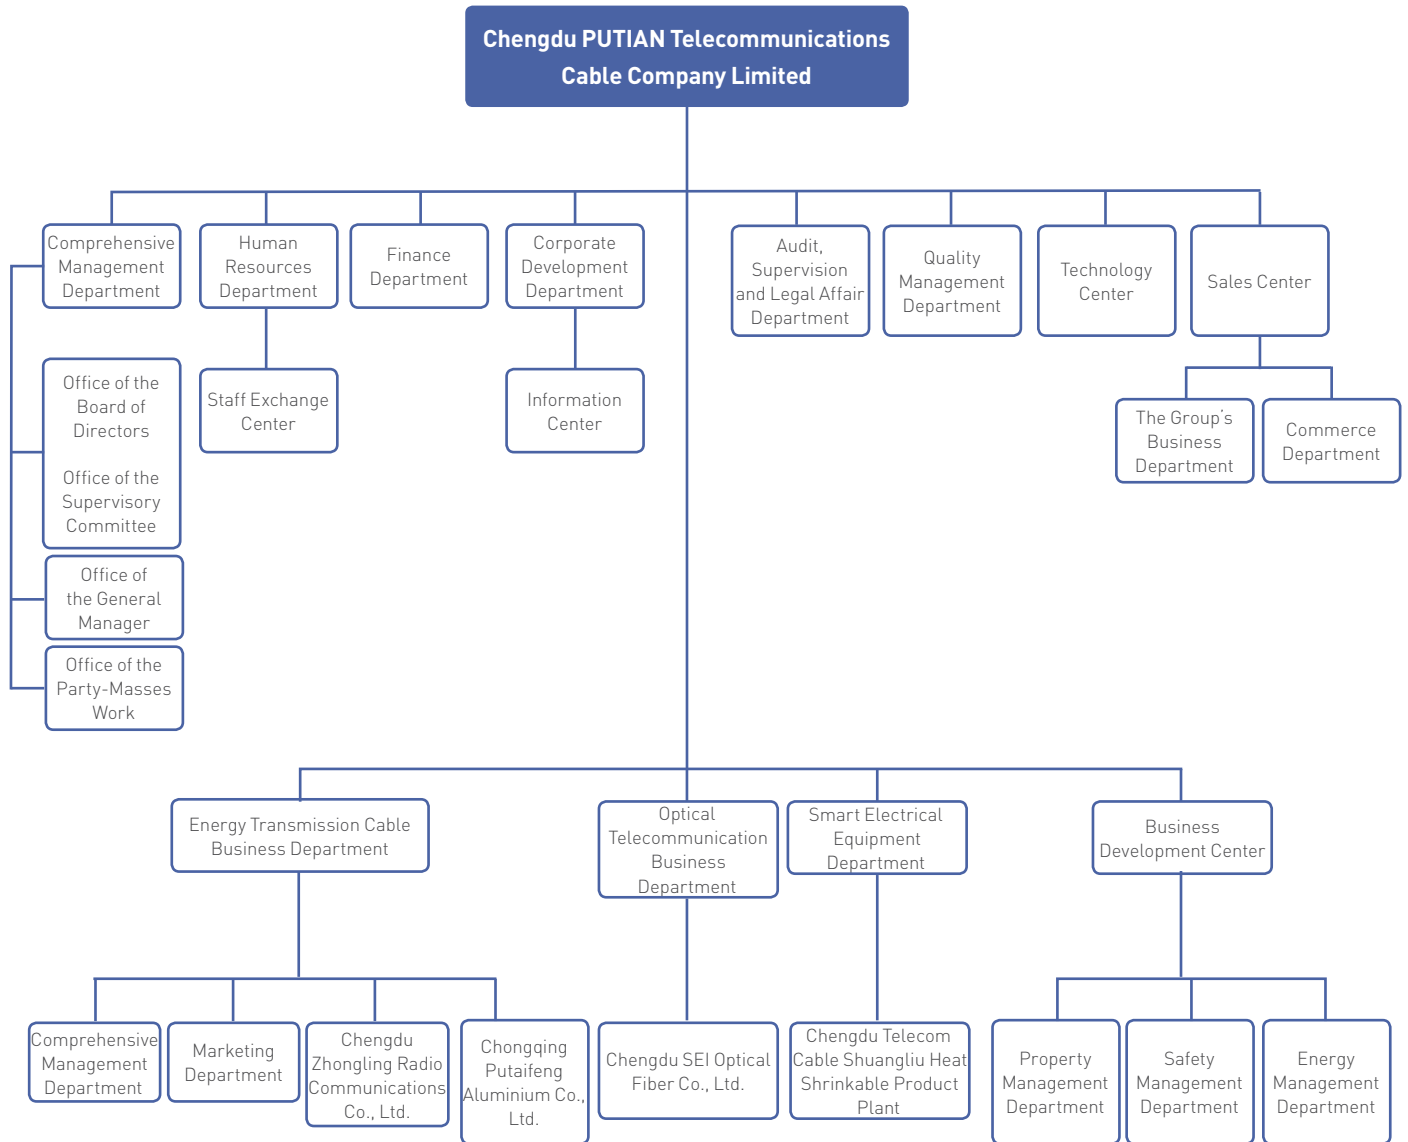 Chengdu PUTIAN Telecommunications
Cable Company Limited
Comprehensive
Management
Department
Human
Resources
Department
Finance
Department
Corporate
Development
Department
Audit,
Supervision
and Legal Affair
Department
Quality
Management
Department
Technology
Center
Sales Center
Office of the
Board of
Directors
Office of the
Supervisory
Committee
Staff Exchange
Center
Information
Center
The Group's
Business
Department
Commerce
Department
Office of
the General
Manager
Office of the
Party-Masses
Work
Energy Transmission Cable
Business Department
Optical
Telecommunication
Business
Department
Smart Electrical
Equipment
Department
Business
Development Center
Comprehensive
Management
Department
Marketing
Department
Chengdu
Zhongling Radio
Communications
Co., Ltd.
Chongqing
Putaifeng
Aluminium Co.,
Ltd.
Chengdu SEI Optical
Fiber Co., Ltd.
Chengdu Telecom
Cable Shuangliu Heat
Shrinkable Product
Plant
Property
Management
Department
Safety
Management
Department
Energy
Management
Department